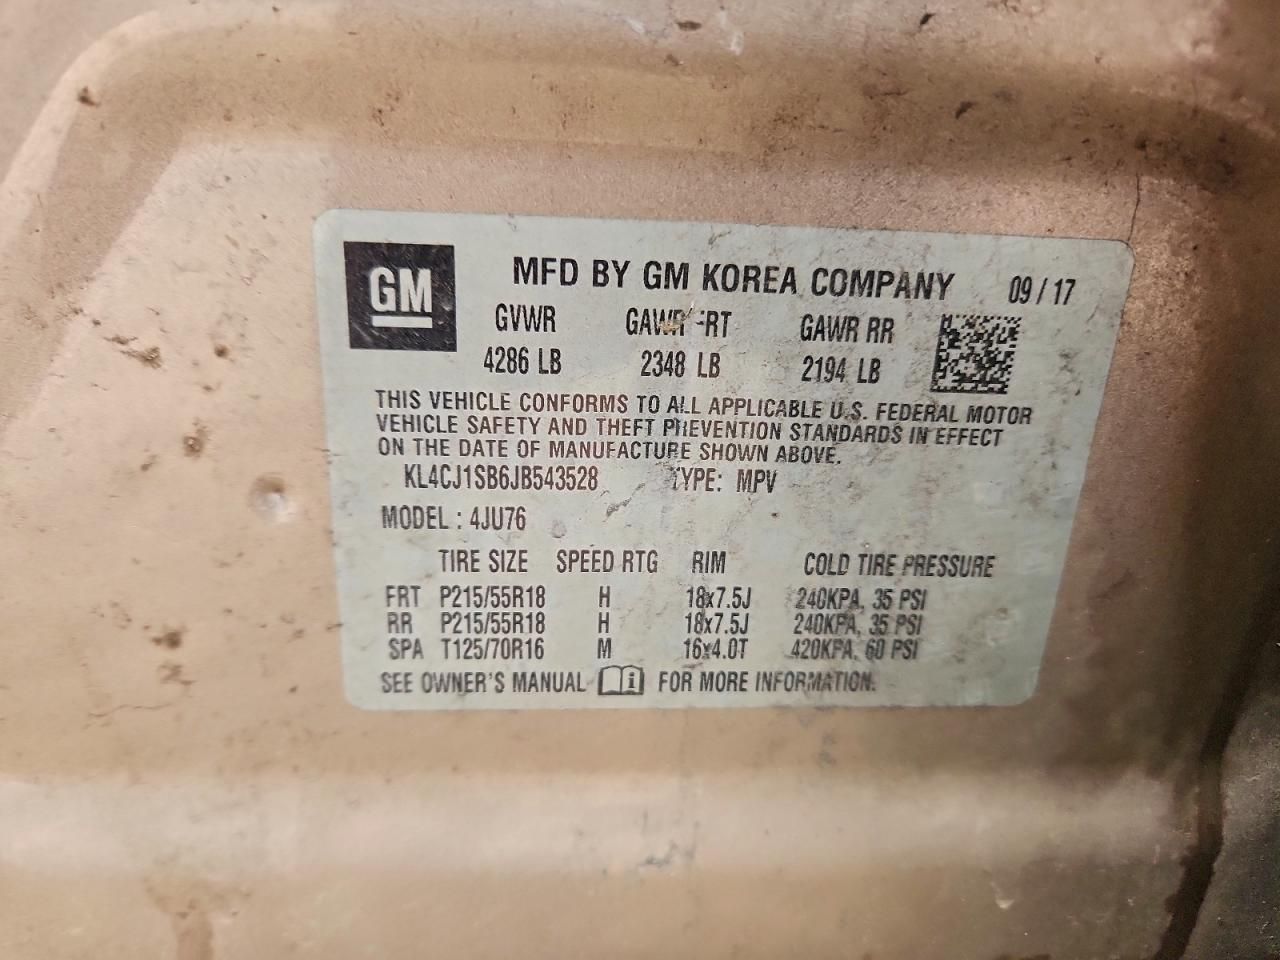 GM
MFD BY GM KOREA COMPANY 09/17
GVWR GAWR FRT GAWR RR
4286 LB 2348 LB 2194 LB
THIS VEHICLE CONFORMS TO ALL APPLICABLE U.S. FEDERAL MOTOR
VEHICLE SAFETY AND THEFT PREVENTION STANDARDS IN EFFECT
ON THE DATE OF MANUFACTURE SHOWN ABOVE.
KL4CJ1SB6JB543528 TYPE: MPV
MODEL : 4JU76
TIRE SIZE SPEED RTG RIM COLD TIRE PRESSURE
FRT P215/55R18 H 18x7.5J 240KPA, 35 PSI
RR P215/55R18 H 18x7.5J 240KPA, 35 PSI
SPA T125/70R16 M 16x4.0T 420KPA, 60 PSI
SEE OWNER'S MANUAL FOR MORE INFORMATION.